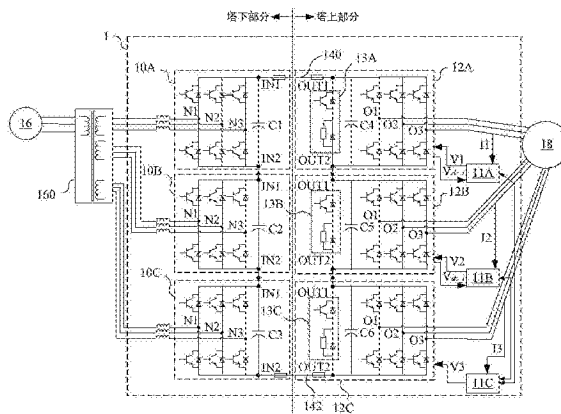 塔下部分 塔上部分
1
10A 140 13A 12A
IN1 OUT1
N1 N2 N3 C1 C4 O1 O2 O3
16 18
IN2 OUT2
I1 V1 11A
160
10B IN1 OUT1 12B
13B
N1 N2 N3 C2 C5 O1 O2 O3
I2 V2 11B
IN2 OUT2
10C IN1 OUT1
13C
N1 N2 N3 C3 C6 O1 O2 O3
I3 V3 11C
IN2 OUT2
142 12C